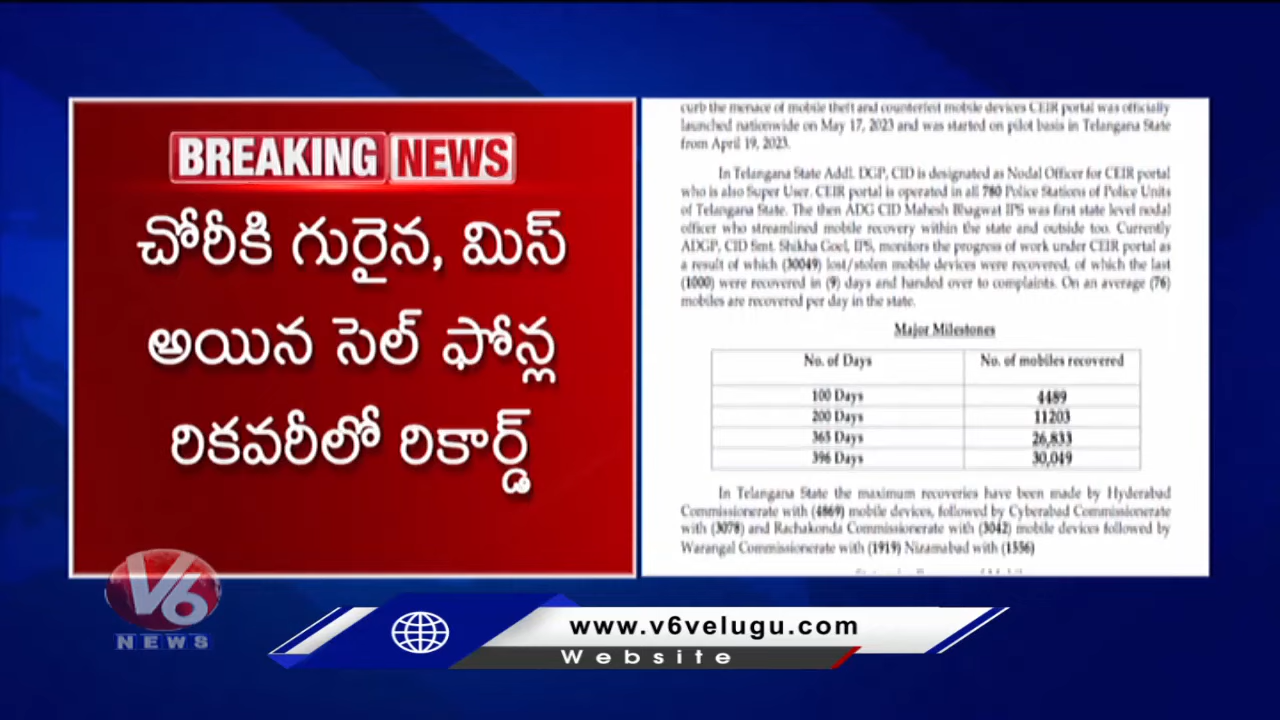 BREAKING NEWS
చోరీకి గురైన, మిస్
అయిన సెల్ ఫోన్ల
రికవరీలో రికార్డ్
curb the menace of mobile theft and counterfeit mobile devices CEIR portal was officially
launched nationwide on May 17, 2023 and was started on pilot basis in Telangana State
from April 19, 2023.
In Telangana State Addl. DGP, CID is designated as Nodal Officer for CEIR portal
who is also Super User. CEIR portal is operated in all 780 Police Stations of Police Units
of Telangana State. The then ADG CID Mahesh Bhagwat IPS was first state level nodal
officer who streamlined mobile recovery within the state and outside too. Currently
ADGP, CID Smt. Shikha Goel, IPS, monitors the progress of work under CEIR portal as
a result of which (30049) lost/stolen mobile devices were recovered, of which the last
(1000) were recovered in (9) days and handed over to complaints. On an average (76)
mobiles are recovered per day in the state.
Major Milestones
No. of Days No. of mobiles recovered
100 Days 4489
200 Days 11203
365 Days 26,833
396 Days 30,049
In Telangana State the maximum recoveries have been made by Hyderabad
Commissionerate with (4869) mobile devices, followed by Cyberabad Commissionerate
with (3078) and Rachakonda Commissionerate with (3042) mobile devices followed by
Warangal Commissionerate with (1919) Nizamabad with (1556)
V6
NEWS
www.v6velugu.com
Website